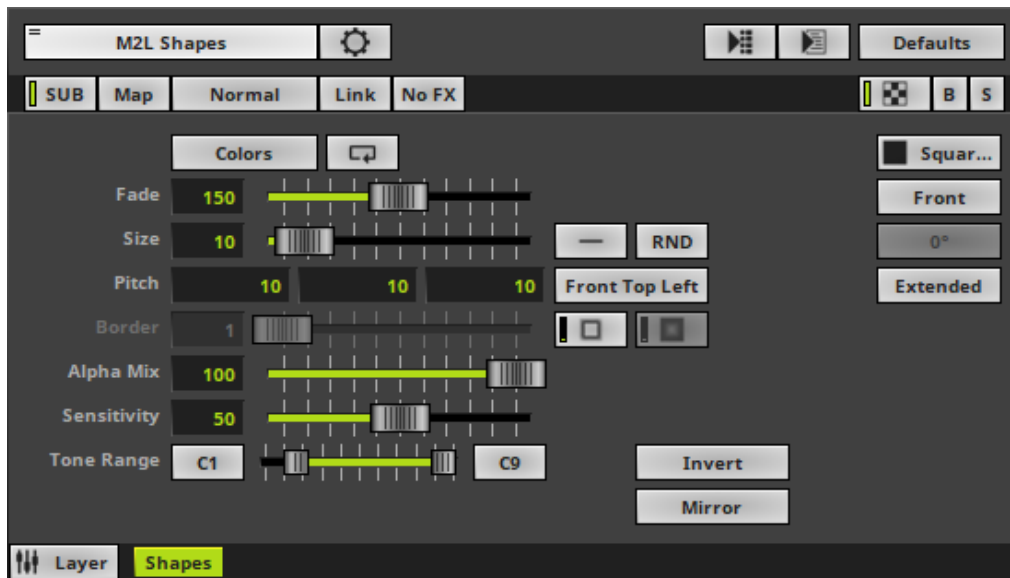 M2L Shapes Defaults
SUB Map Normal Link No FX B S
Colors Squar...
Fade 150 Front
Size 10 RND 0°
Pitch 10 10 10 Front Top Left Extended
Border 1
Alpha Mix 100
Sensitivity 50
Tone Range C1 C9 Invert
Mirror
Layer Shapes